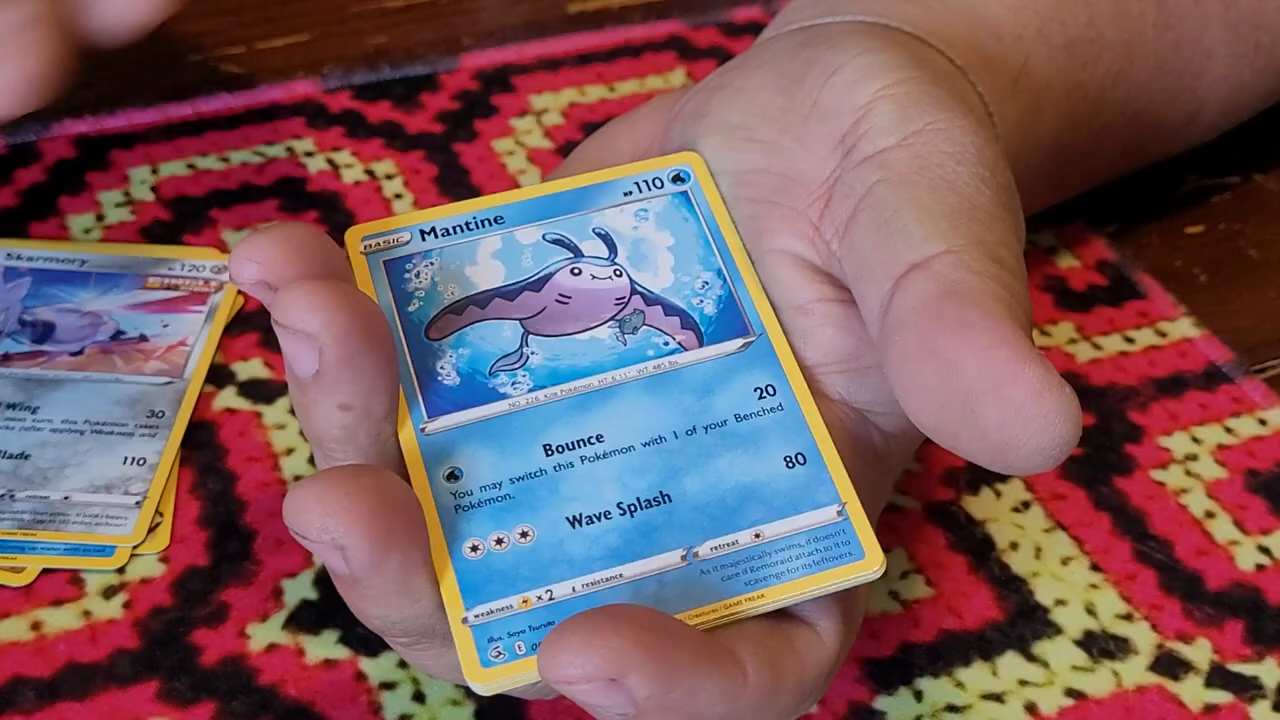 BASIC Mantine HP 110
NO. 226 Kite Pokémon HT: 6'11" WT: 485 lbs.
Bounce 20
You may switch this Pokémon with 1 of your Benched
Pokémon.
Wave Splash 80
weakness ×2 resistance retreat
As it majestically swims, it doesn't
care if Remoraid attach to it to
scavenge for its leftovers.
Illus. Saya Tsuruta
E
/ Creatures / GAME FREAK
Skarmory 120
Wing 30
110
retreat